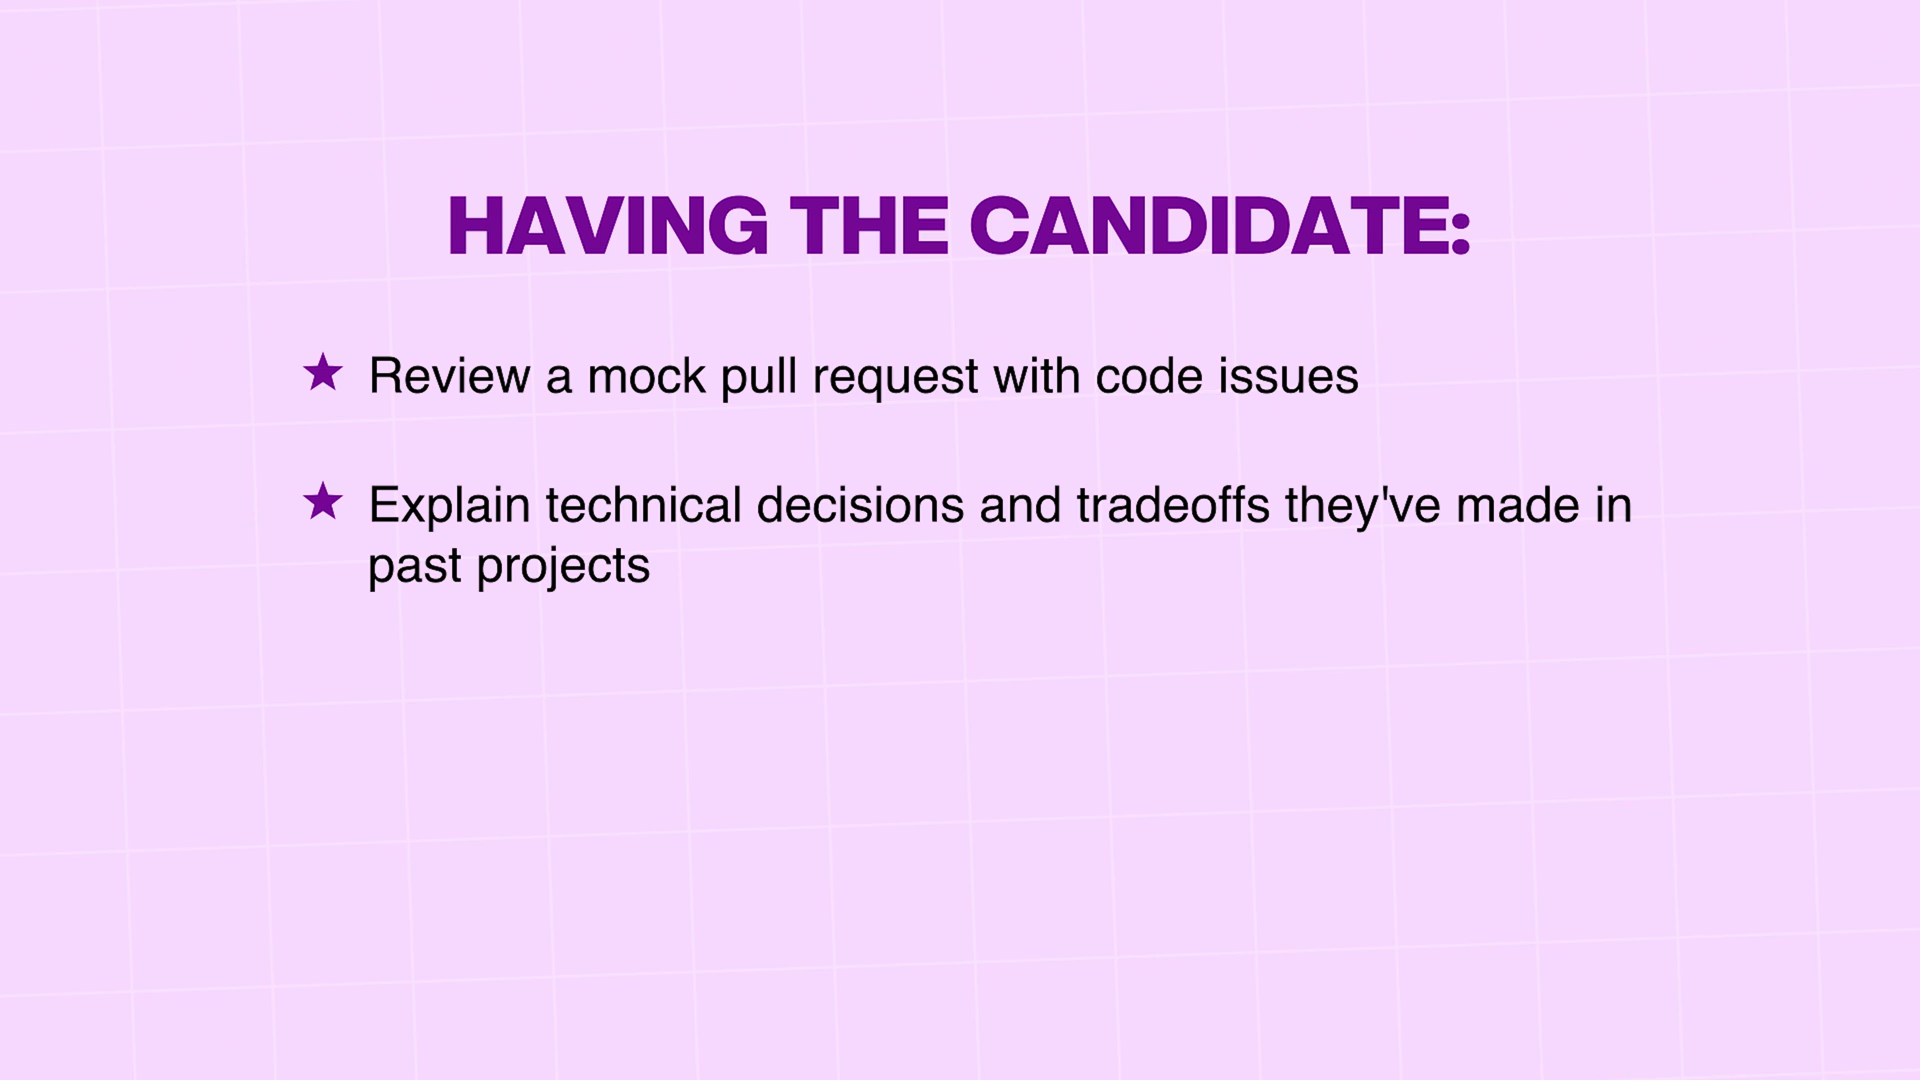 HAVING THE CANDIDATE:
Review a mock pull request with code issues
Explain technical decisions and tradeoffs they've made in
past projects